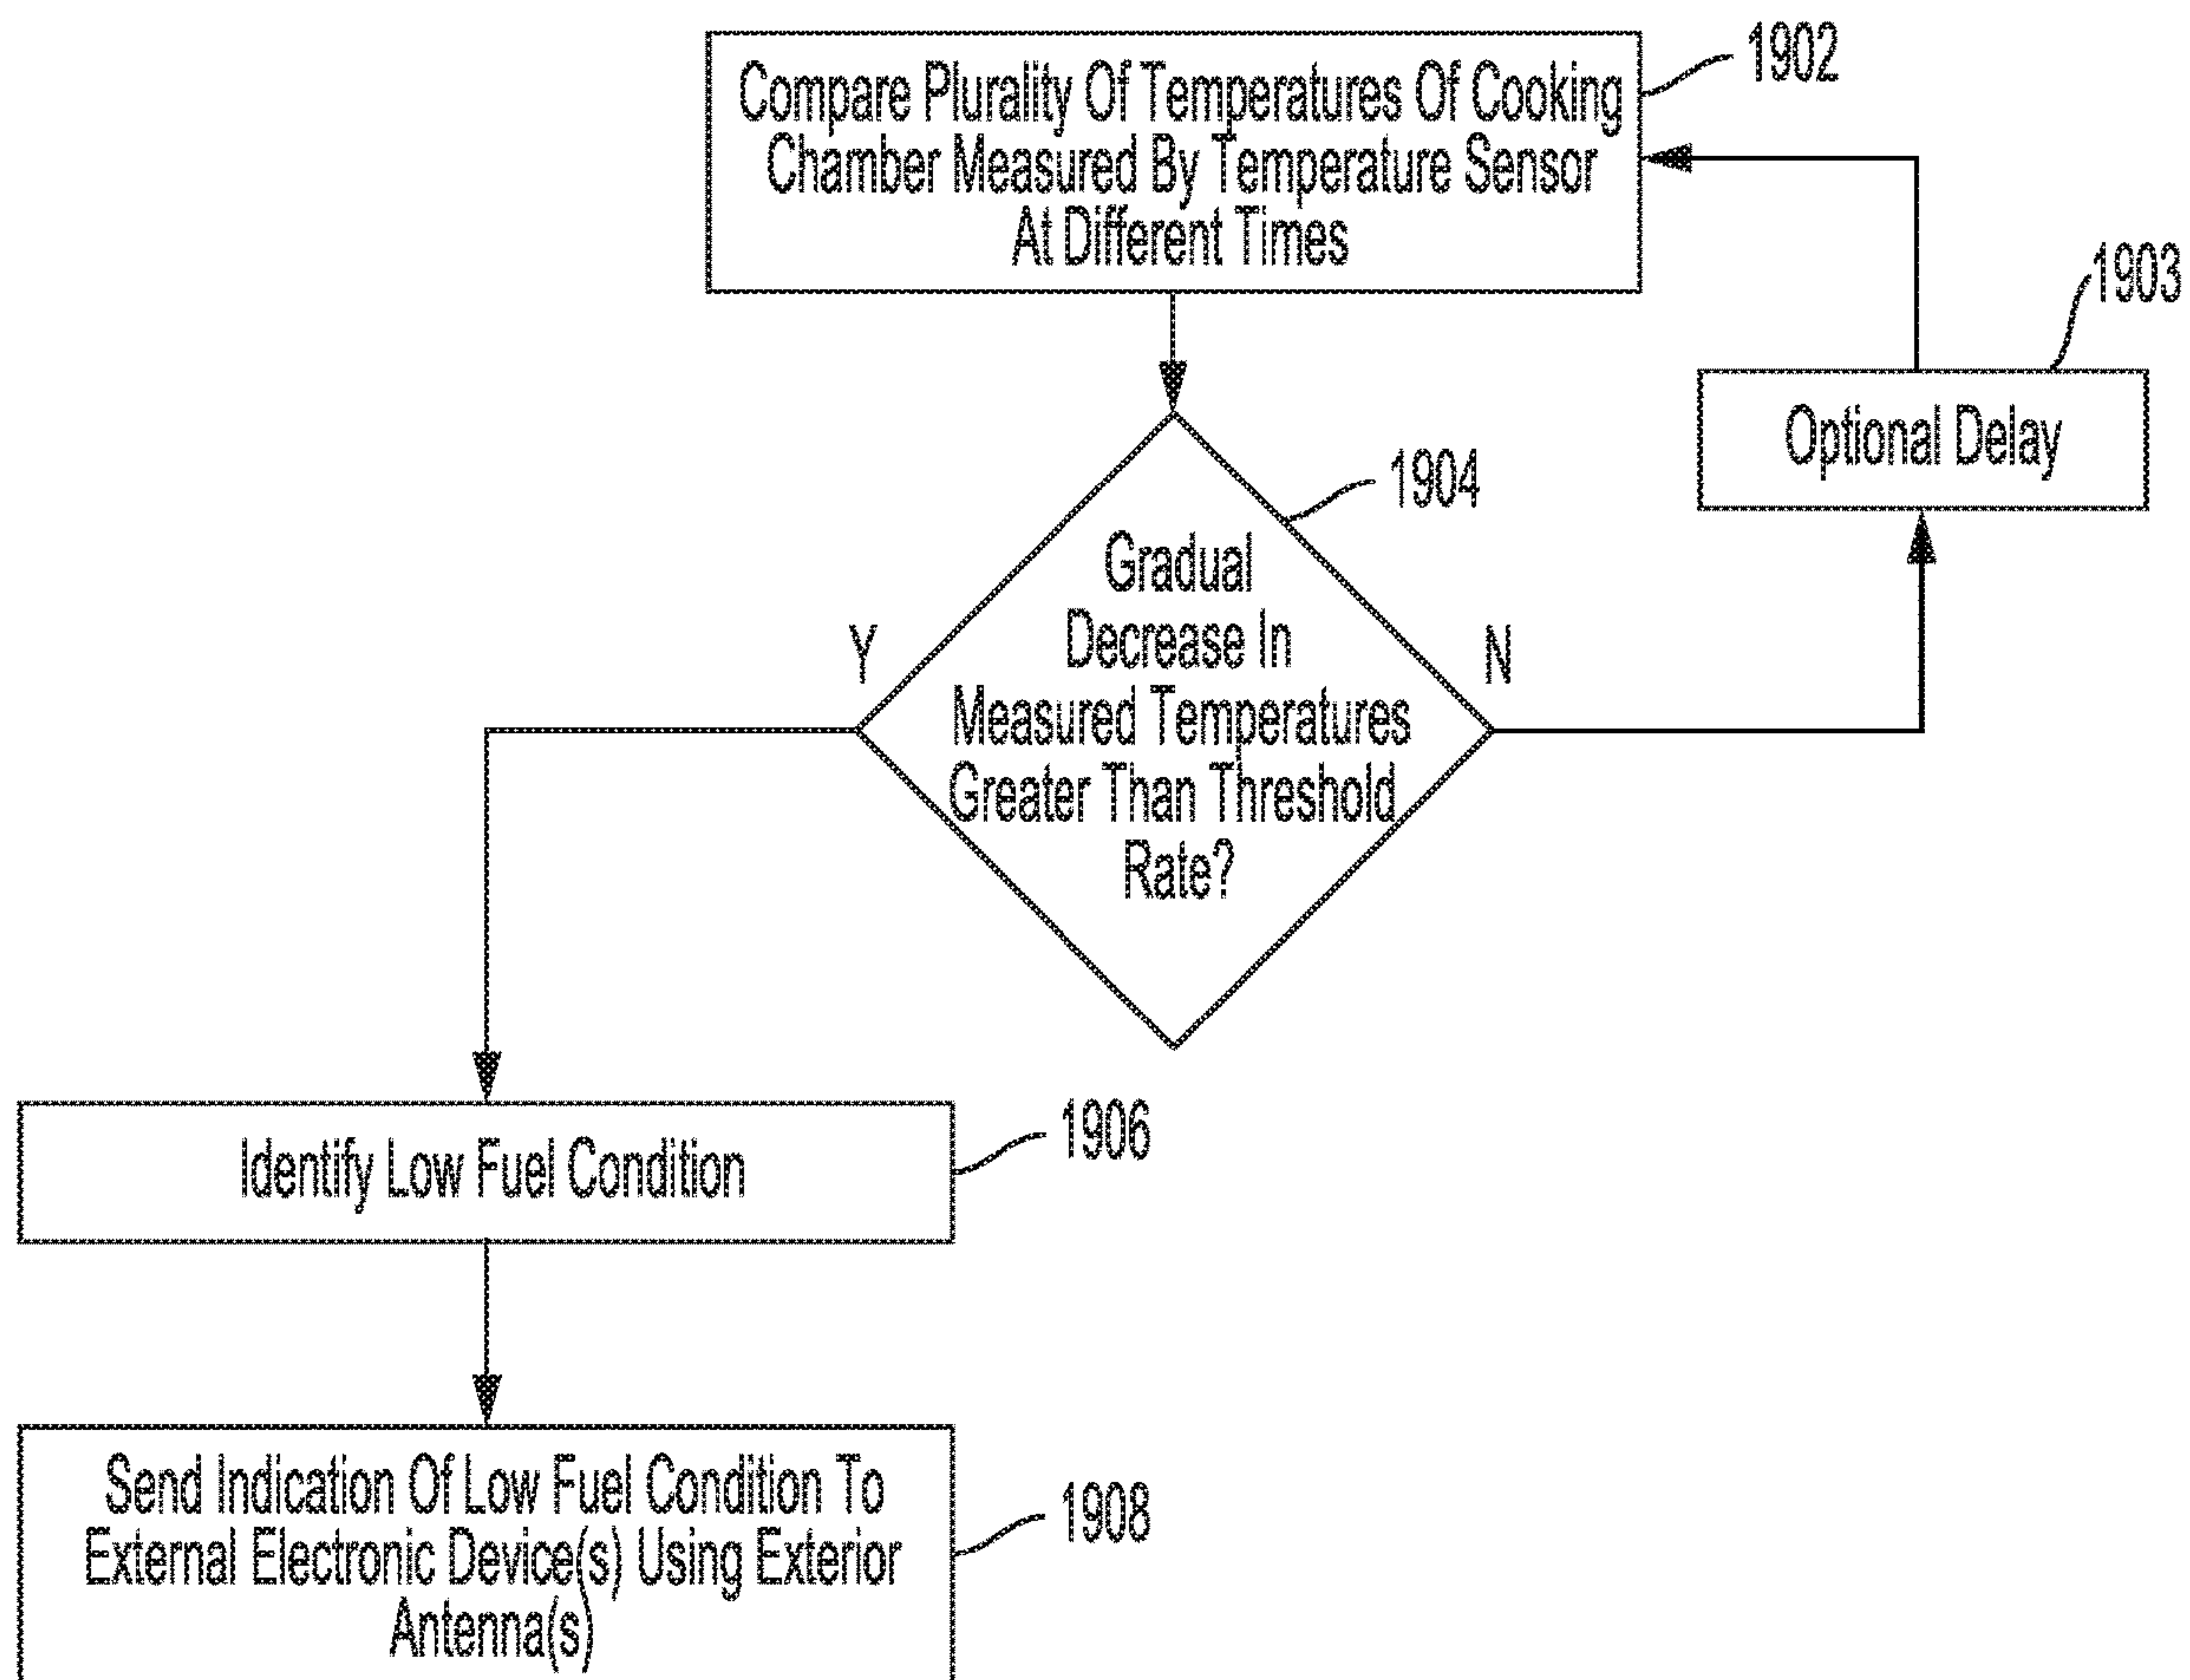 Compare Plurality Of Temperatures Of Cooking
Chamber Measured By Temperature Sensor
At Different Times
1902
1903
Optional Delay
1904
Gradual
Decrease In
Measured Temperatures
Greater Than Threshold
Rate?
Y
N
Identify Low Fuel Condition
1906
Send Indication Of Low Fuel Condition To
External Electronic Device(s) Using Exterior
Antenna(s)
1908